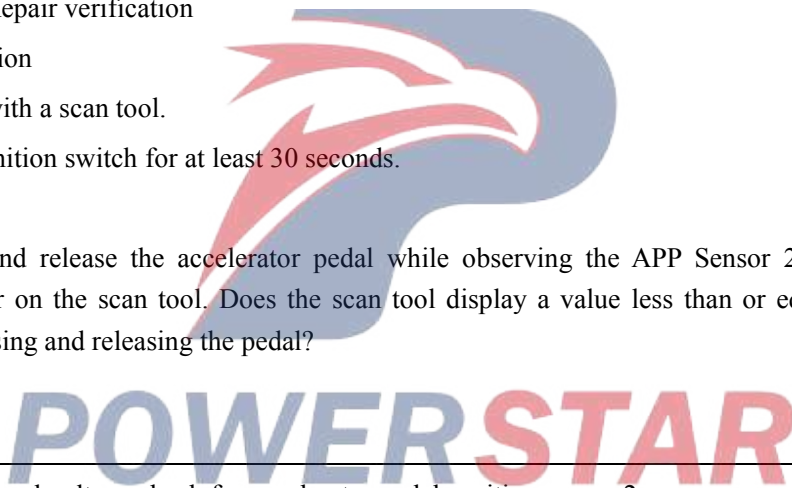 epair verification
ion
with a scan tool.
nition switch for at least 30 seconds.
nd release the accelerator pedal while observing the APP Sensor 2
r on the scan tool. Does the scan tool display a value less than or e
sing and releasing the pedal?
POWERSTAR